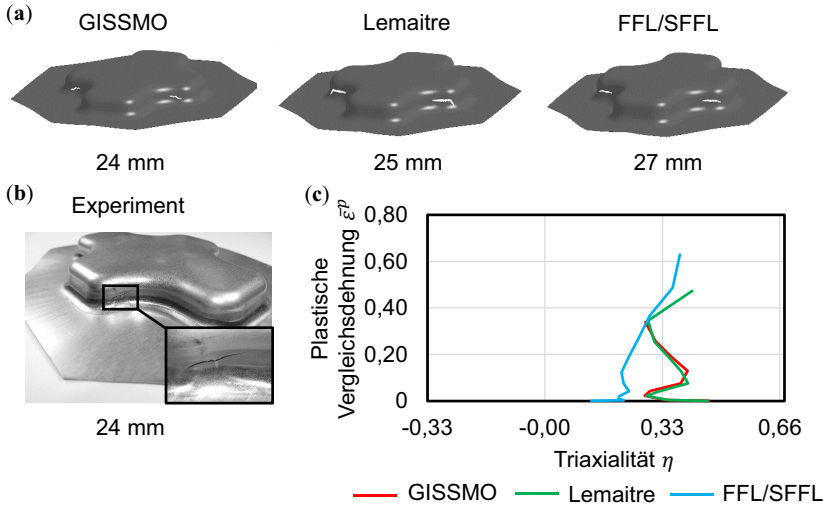 (a)
GISSMO
Lemaitre
FFL/SFFL
24 mm
25 mm
27 mm
(b)
Experiment
24 mm
(c)
Plastische
Vergleichsdehnung ε̄ᵖ
0,80
0,60
0,40
0,20
0
-0,33
-0,00
0,33
0,66
Triaxialität η
GISSMO
Lemaitre
FFL/SFFL